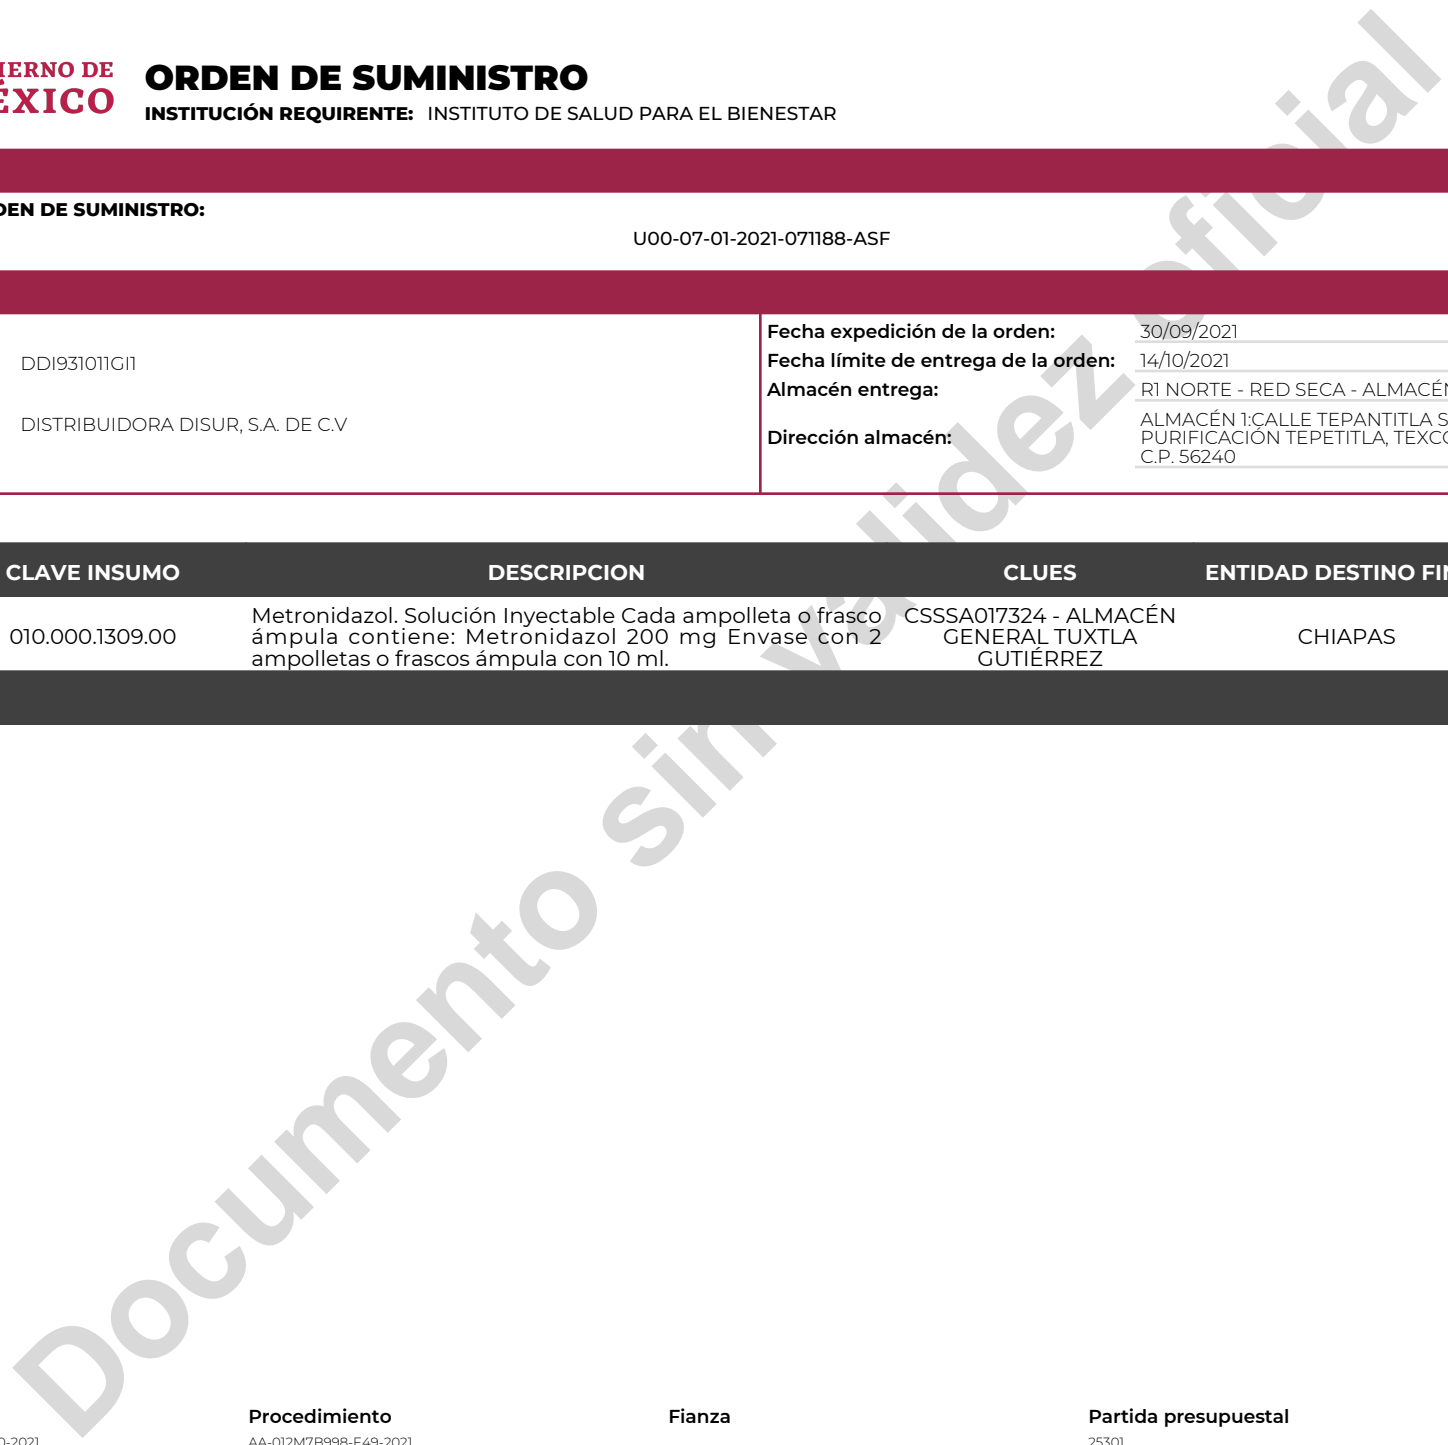 ORDEN DE SUMINISTRO
INSTITUCIÓN REQUIRENTE: INSTITUTO DE SALUD PARA EL BIENESTAR
DE SUMINISTRO:
U00-07-01-2021-071188-ASF
DDI931011GI1
DISTRIBUIDORA DISUR, S.A. DE C.V
Fecha expedición de la orden: 30/09/2021
Fecha límite de entrega de la orden: 14/10/2021
Almacén entrega: R1 NORTE - RED SECA - ALMACÉN
Dirección almacén:
ALMACÉN 1:CALLE TEPANTITLA S
PURIFICACIÓN TEPETITLA, TEXCO
C.P. 56240
CLAVE INSUMO DESCRIPCION CLUES ENTIDAD DESTINO
010.000.1309.00
Metronidazol. Solución Inyectable Cada ampolleta o frasco
ámpula contiene: Metronidazol 200 mg Envase con 2
ampolletas o frascos ámpula con 10 ml.
CSSSA017324 - ALMACÉN
GENERAL TUXTLA
GUTIÉRREZ
CHIAPAS
Documento sin validez oficial
Procedimiento Fianza Partida presupuestal
AA-012M7B998-E49-2021 25301